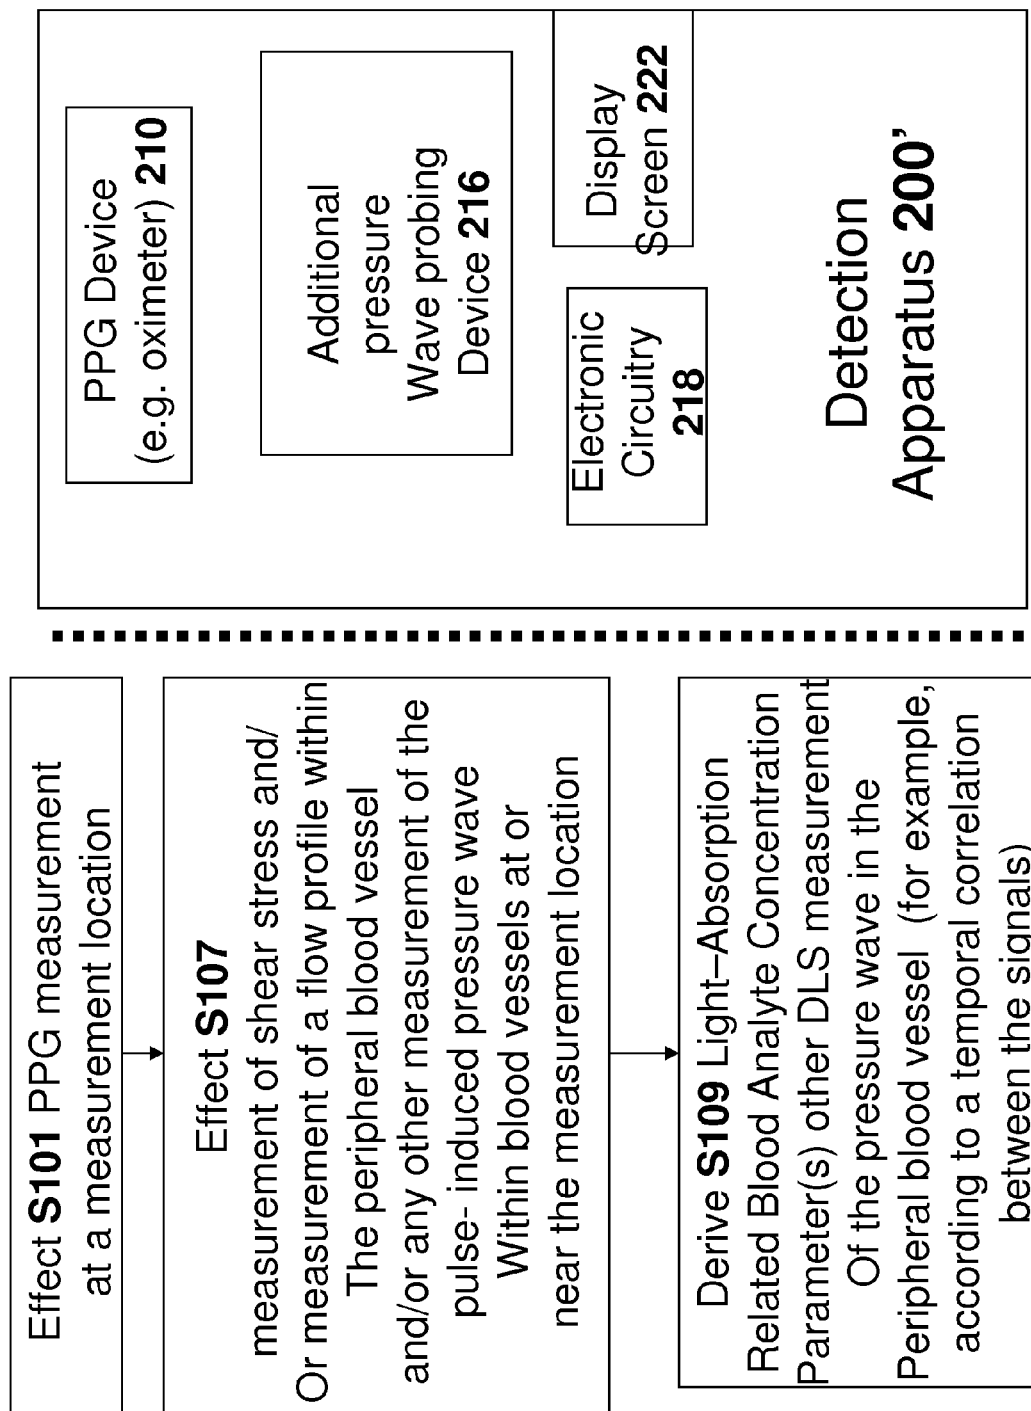 Effect S101 PPG measurement
at a measurement location
Effect S107
measurement of shear stress and/
Or measurement of a flow profile within
The peripheral blood vessel
and/or any other measurement of the
pulse- induced pressure wave
Within blood vessels at or
near the measurement location
Derive S109 Light–Absorption
Related Blood Analyte Concentration
Parameter(s) other DLS measurement
Of the pressure wave in the
Peripheral blood vessel (for example,
according to a temporal correlation
between the signals)
PPG Device
(e.g. oximeter) 210
Additional
pressure
Wave probing
Device 216
Electronic
Circuitry
218
Display
Screen 222
Detection
Apparatus 200'